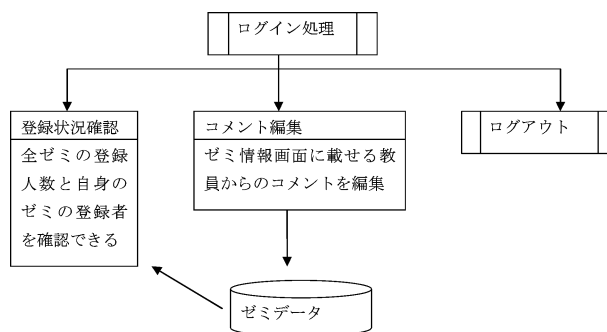 ログイン処理
登録状況確認
全ゼミの登録
人数と自身の
ゼミの登録者
を確認できる
コメント編集
ゼミ情報画面に載せる教
員からのコメントを編集
ログアウト
ゼミデータ